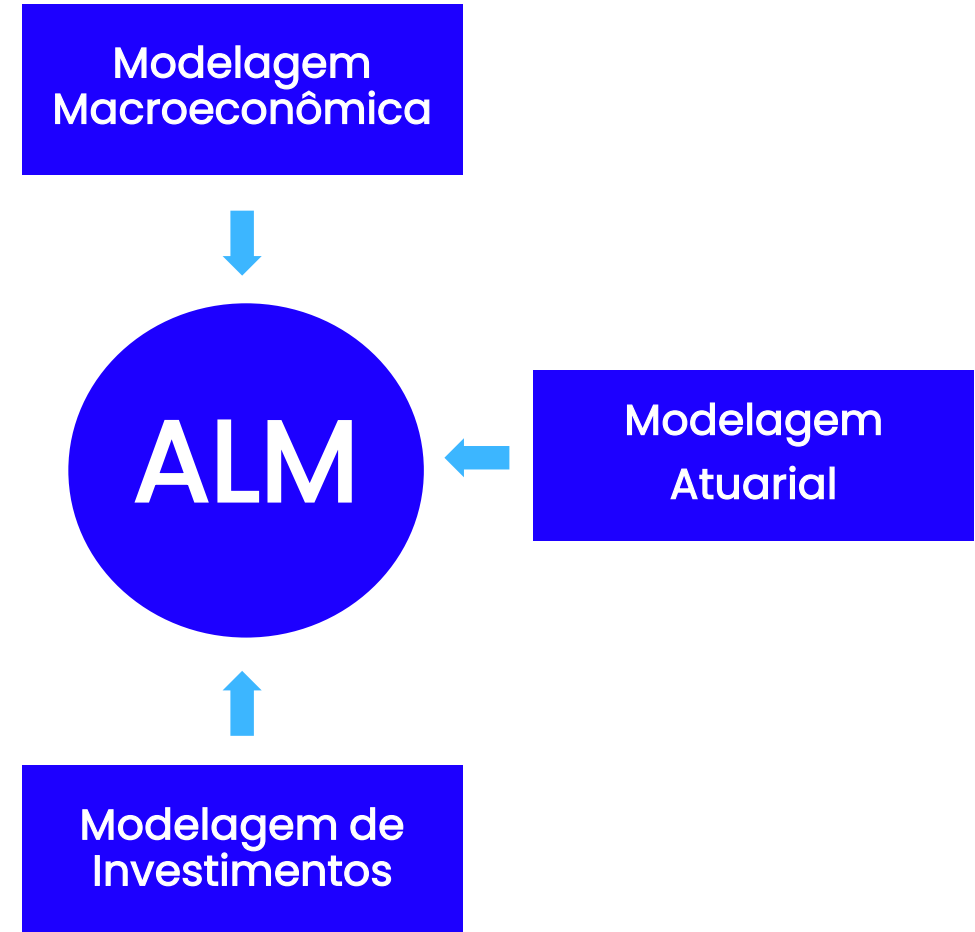 Modelagem
Macroeconômica
ALM
Modelagem
Atuarial
Modelagem de
Investimentos